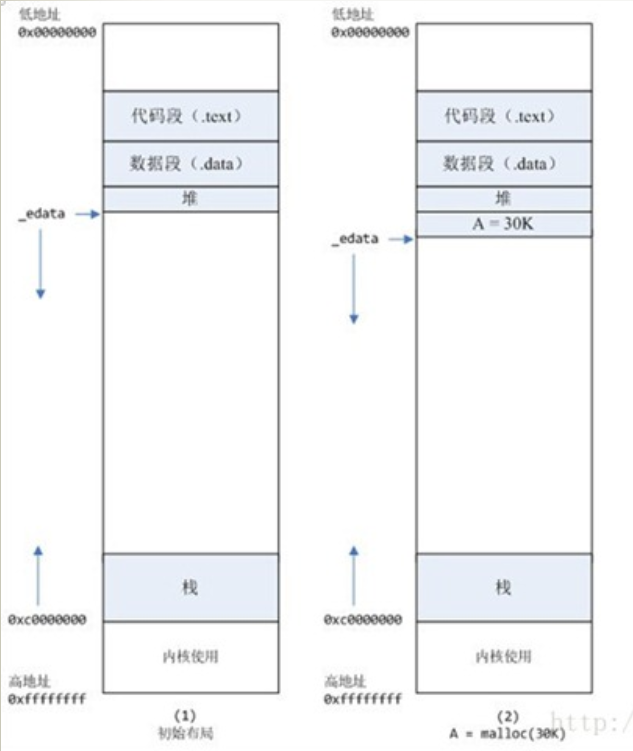 低地址
0x00000000
代码段（.text）
数据段（.data）
堆
_edata
栈
0xc0000000
内核使用
高地址
0xffffffff
(1)
初始布局
低地址
0x00000000
代码段（.text）
数据段（.data）
堆
A = 30K
_edata
栈
0xc0000000
内核使用
高地址
0xffffffff
(2)
A = malloc(30K)
http:/